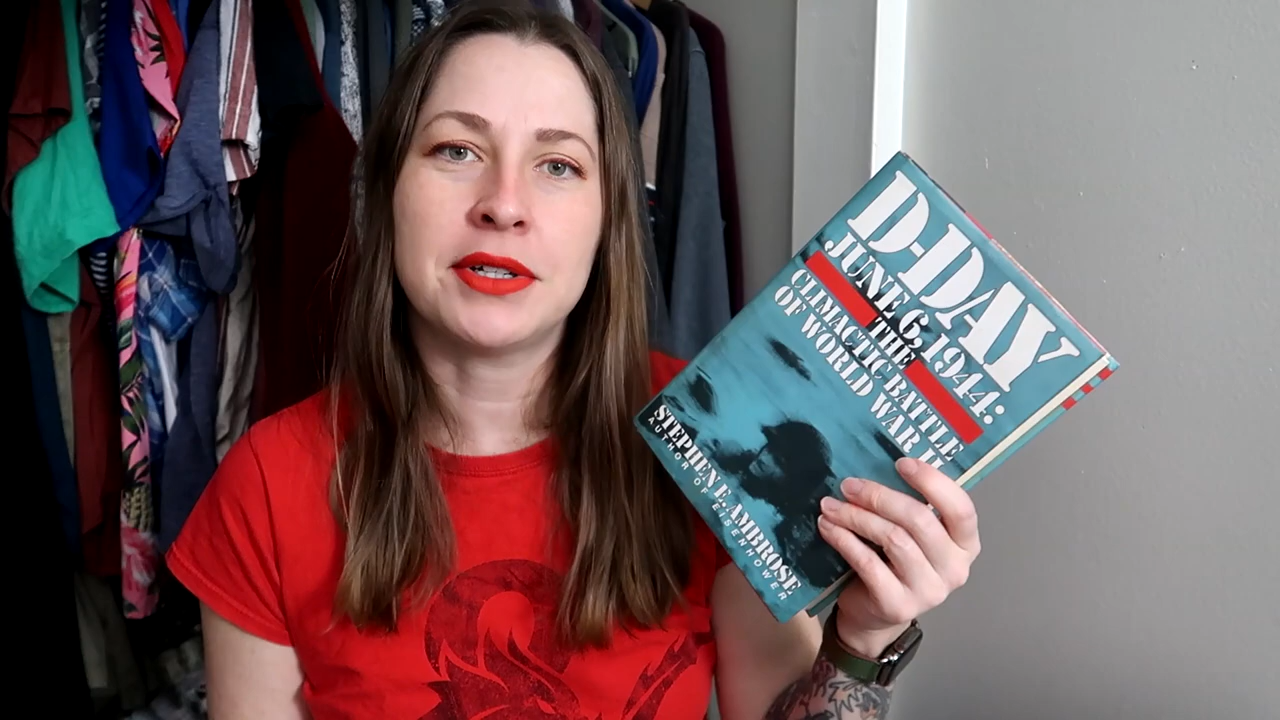 D-DAY
JUNE 6, 1944:
THE
CLIMACTIC BATTLE
OF WORLD WAR II
STEPHEN E. AMBROSE
AUTHOR OF EISENHOWER